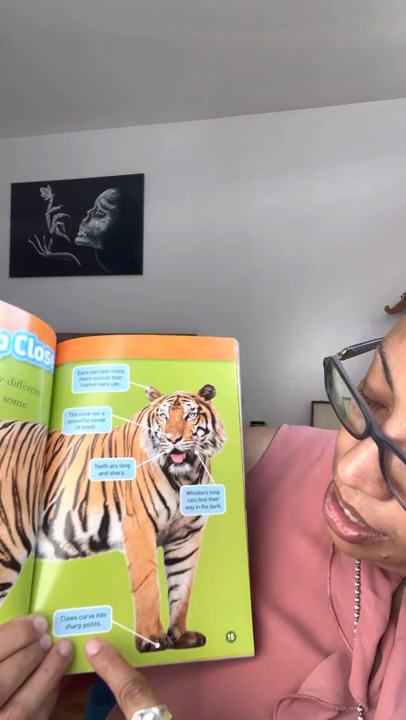 p Close
y different
some
Ears can hear many
more sounds than
human ears can.
The nose has a
powerful sense
of smell.
Teeth are long
and sharp.
Whiskers help
cats find their
way in the dark.
Claws curve into
sharp points.
15